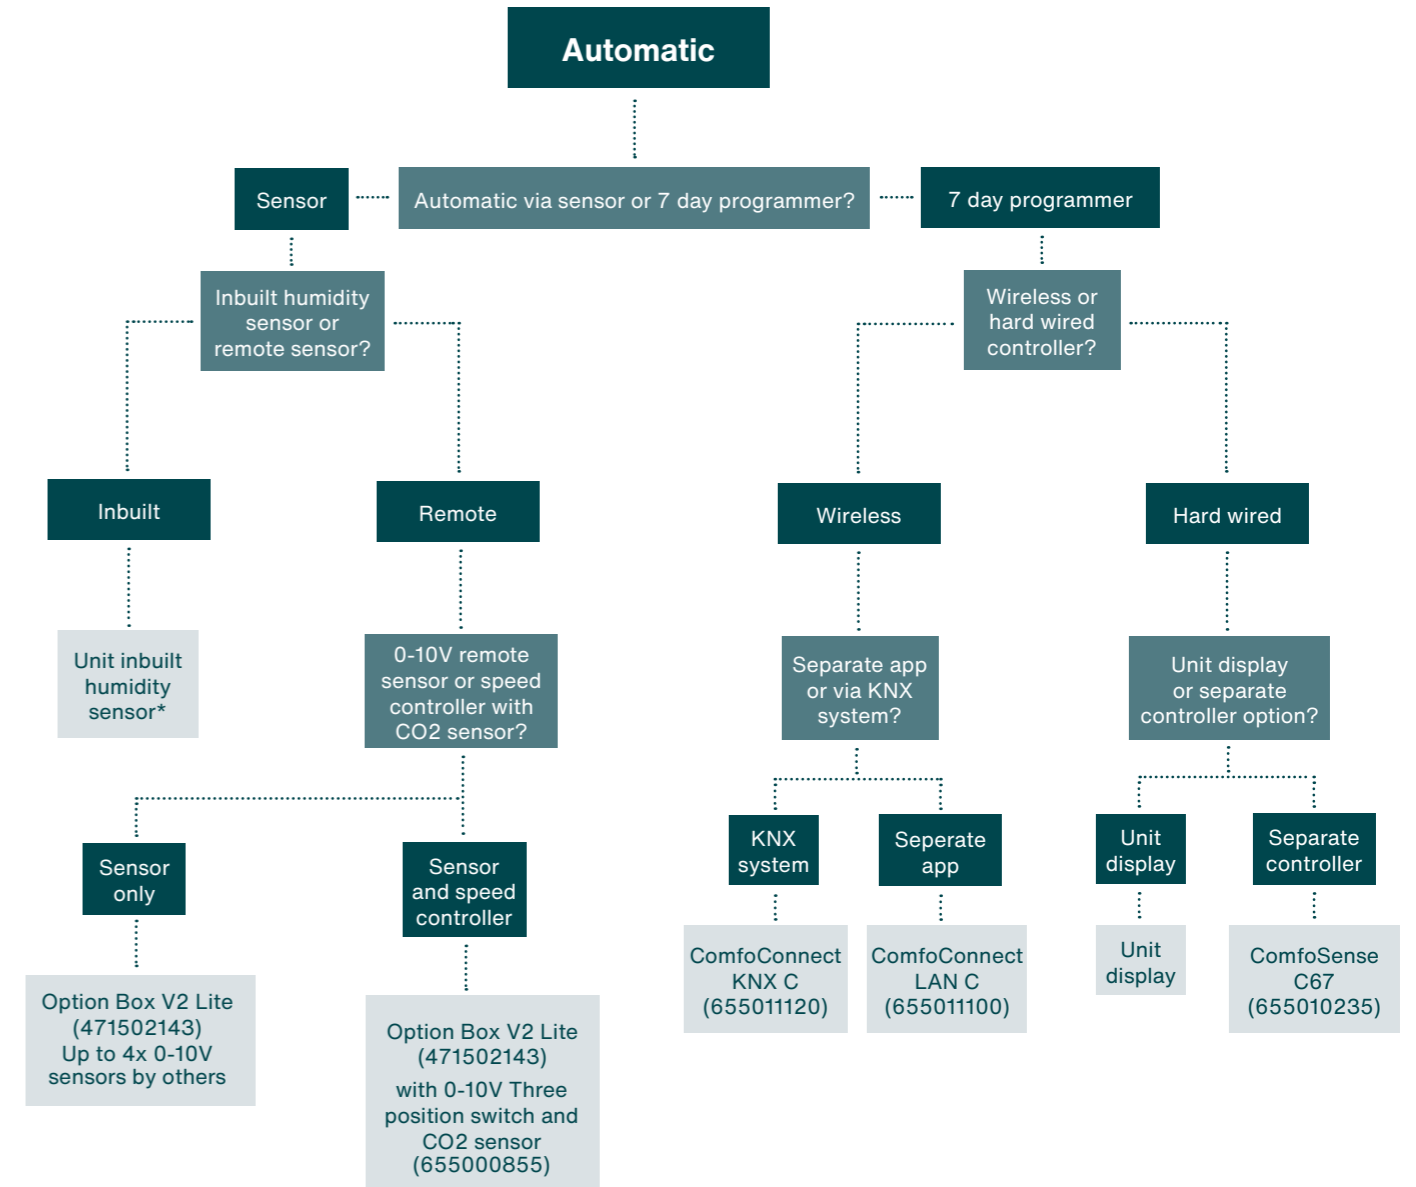 Automatic
Sensor
Automatic via sensor or 7 day programmer?
7 day programmer
Inbuilt humidity
sensor or
remote sensor?
Wireless or
hard wired
controller?
Inbuilt
Remote
Wireless
Hard wired
Unit inbuilt
humidity
sensor*
0-10V remote
sensor or speed
controller with
CO2 sensor?
Separate app
or via KNX
system?
Unit display
or separate
controller option?
Sensor
only
Sensor
and speed
controller
KNX
system
Seperate
app
Unit
display
Separate
controller
Option Box V2 Lite
(471502143)
Up to 4x 0-10V
sensors by others
Option Box V2 Lite
(471502143)
with 0-10V Three
position switch and
CO2 sensor
(655000855)
ComfoConnect
KNX C
(655011120)
ComfoConnect
LAN C
(655011100)
Unit
display
ComfoSense
C67
(655010235)